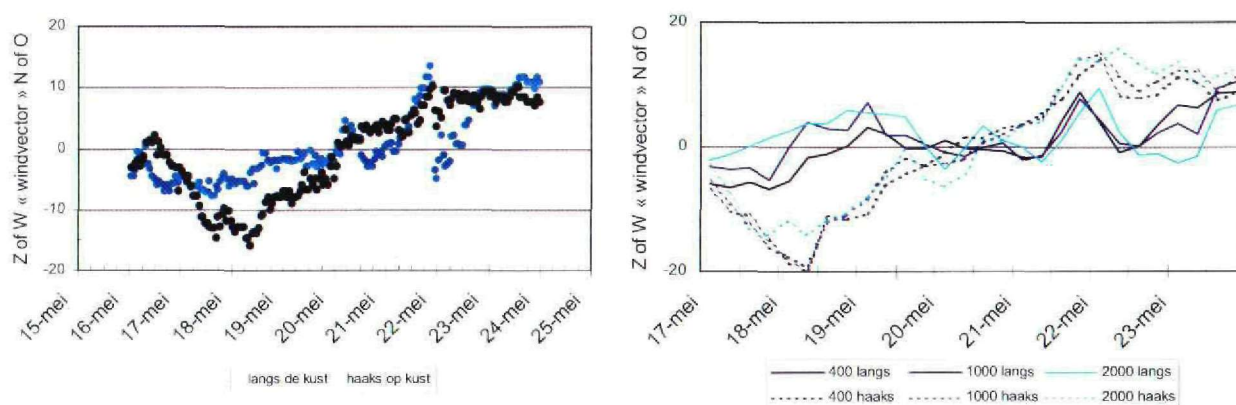 20
10
0
-10
-20
Z of W « windvector » N of O
15-mei
16-mei
17-mei
18-mei
19-mei
20-mei
21-mei
22-mei
23-mei
24-mei
25-mei
langs de kust haaks op kust
20
10
0
-10
-20
Z of W « windvector » N of O
17-mei
18-mei
19-mei
20-mei
21-mei
22-mei
23-mei
400 langs 1000 langs 2000 langs
400 haaks 1000 haaks 2000 haaks